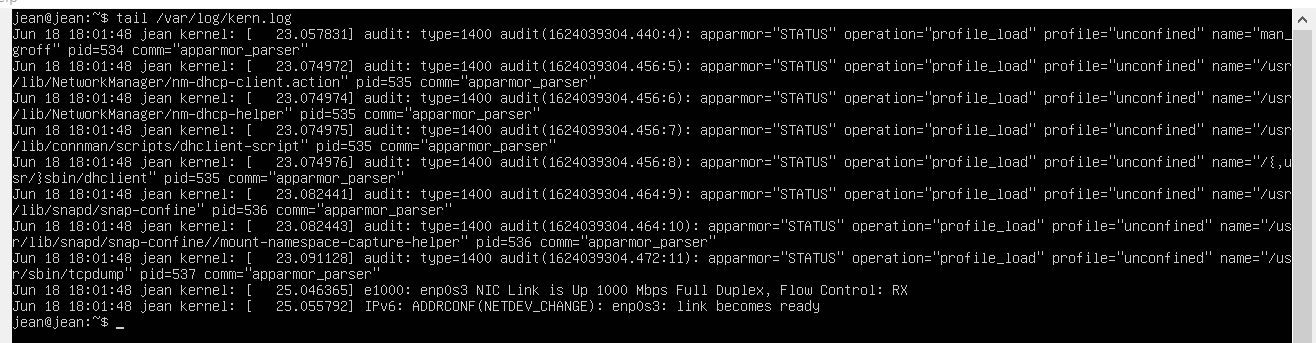 jean@jean:~$ tail /var/log/kern.log
Jun 18 18:01:48 jean kernel: [   23.057831] audit: type=1400 audit(1624039304.440:4): apparmor="STATUS" operation="profile_load" profile="unconfined" name="man_
groff" pid=534 comm="apparmor_parser"
Jun 18 18:01:48 jean kernel: [   23.074972] audit: type=1400 audit(1624039304.456:5): apparmor="STATUS" operation="profile_load" profile="unconfined" name="/usr
/lib/NetworkManager/nm-dhcp-client.action" pid=535 comm="apparmor_parser"
Jun 18 18:01:48 jean kernel: [   23.074974] audit: type=1400 audit(1624039304.456:6): apparmor="STATUS" operation="profile_load" profile="unconfined" name="/usr
/lib/NetworkManager/nm-dhcp-helper" pid=535 comm="apparmor_parser"
Jun 18 18:01:48 jean kernel: [   23.074975] audit: type=1400 audit(1624039304.456:7): apparmor="STATUS" operation="profile_load" profile="unconfined" name="/usr
/lib/connman/scripts/dhclient-script" pid=535 comm="apparmor_parser"
Jun 18 18:01:48 jean kernel: [   23.074976] audit: type=1400 audit(1624039304.456:8): apparmor="STATUS" operation="profile_load" profile="unconfined" name="/{,u
sr/}sbin/dhclient" pid=535 comm="apparmor_parser"
Jun 18 18:01:48 jean kernel: [   23.082441] audit: type=1400 audit(1624039304.464:9): apparmor="STATUS" operation="profile_load" profile="unconfined" name="/usr
/lib/snapd/snap-confine" pid=536 comm="apparmor_parser"
Jun 18 18:01:48 jean kernel: [   23.082443] audit: type=1400 audit(1624039304.464:10): apparmor="STATUS" operation="profile_load" profile="unconfined" name="/us
r/lib/snapd/snap-confine//mount-namespace-capture-helper" pid=536 comm="apparmor_parser"
Jun 18 18:01:48 jean kernel: [   23.091128] audit: type=1400 audit(1624039304.472:11): apparmor="STATUS" operation="profile_load" profile="unconfined" name="/us
r/sbin/tcpdump" pid=537 comm="apparmor_parser"
Jun 18 18:01:48 jean kernel: [   25.046365] e1000: enp0s3 NIC Link is Up 1000 Mbps Full Duplex, Flow Control: RX
Jun 18 18:01:48 jean kernel: [   25.055792] IPv6: ADDRCONF(NETDEV_CHANGE): enp0s3: link becomes ready
jean@jean:~$ _